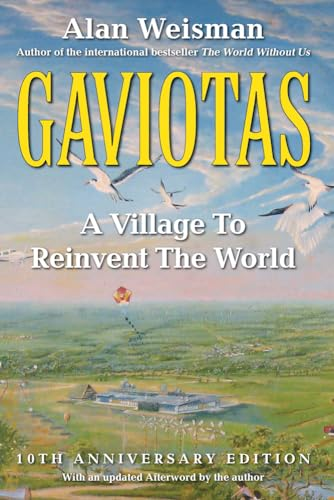 Alan Weisman
Author of the international bestseller The World Without Us
GAVIOTAS
A Village To
Reinvent The World
10TH ANNIVERSARY EDITION
With an updated Afterword by the author